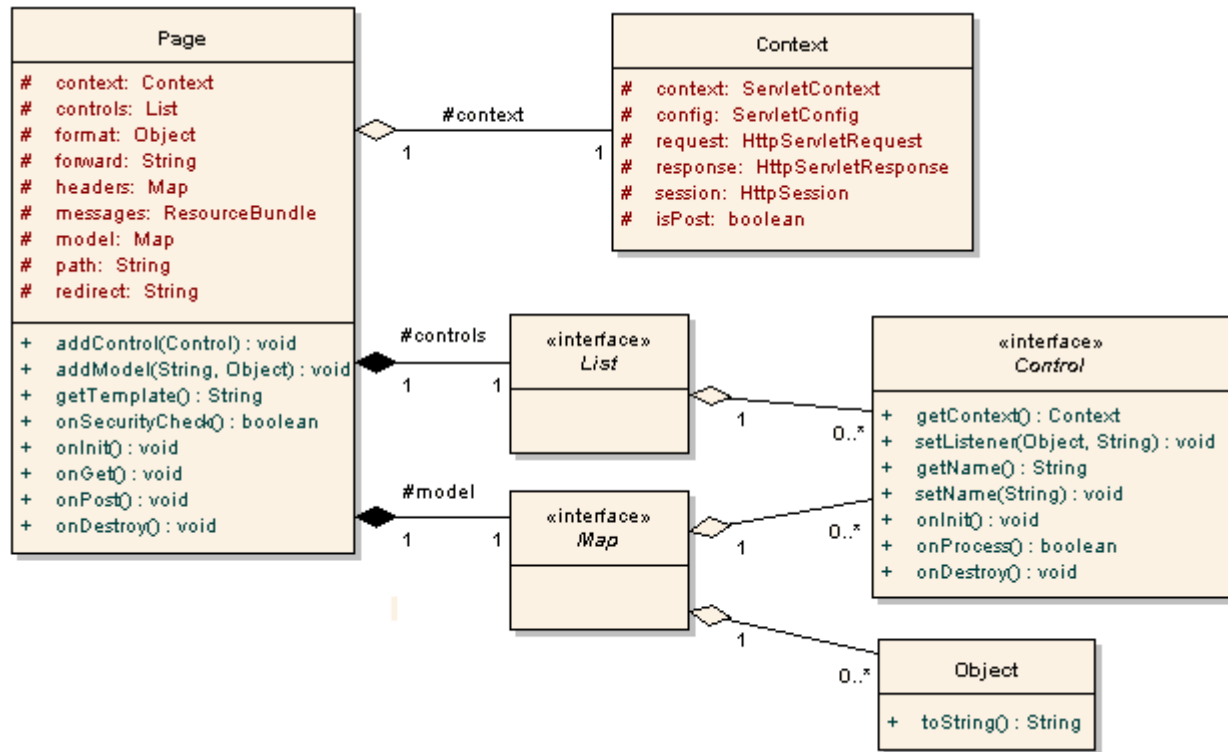 Page
# context: Context
# controls: List
# format: Object
# forward: String
# headers: Map
# messages: ResourceBundle
# model: Map
# path: String
# redirect: String
+ addControl(Control) : void
+ addModel(String, Object) : void
+ getTemplate() : String
+ onSecurityCheck() : boolean
+ onInit() : void
+ onGet() : void
+ onPost() : void
+ onDestroy() : void
#context
1
1
Context
# context: ServletContext
# config: ServletConfig
# request: HttpServletRequest
# response: HttpServletResponse
# session: HttpSession
# isPost: boolean
#controls
1
1
«interface»
List
1
0..*
«interface»
Control
+ getContext() : Context
+ setListener(Object, String) : void
+ getName() : String
+ setName(String) : void
+ onInit() : void
+ onProcess() : boolean
+ onDestroy() : void
#model
1
1
«interface»
Map
1
0..*
1
0..*
Object
+ toString() : String